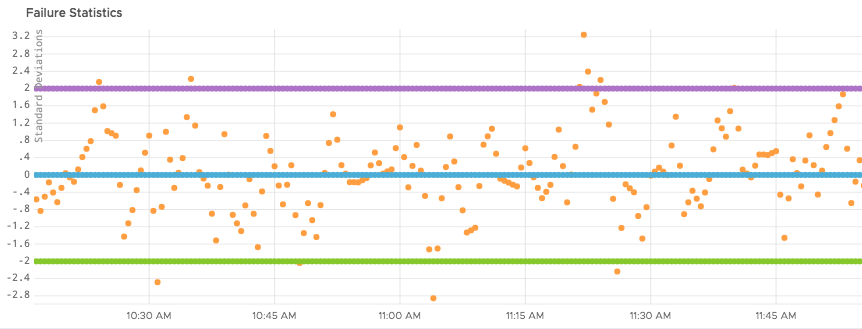 Failure Statistics
Standard Deviations
3.2
2.8
2.4
2
1.6
1.2
.8
.4
0
-.4
-.8
-1.2
-1.6
-2
-2.4
-2.8
10:30 AM
10:45 AM
11:00 AM
11:15 AM
11:30 AM
11:45 AM